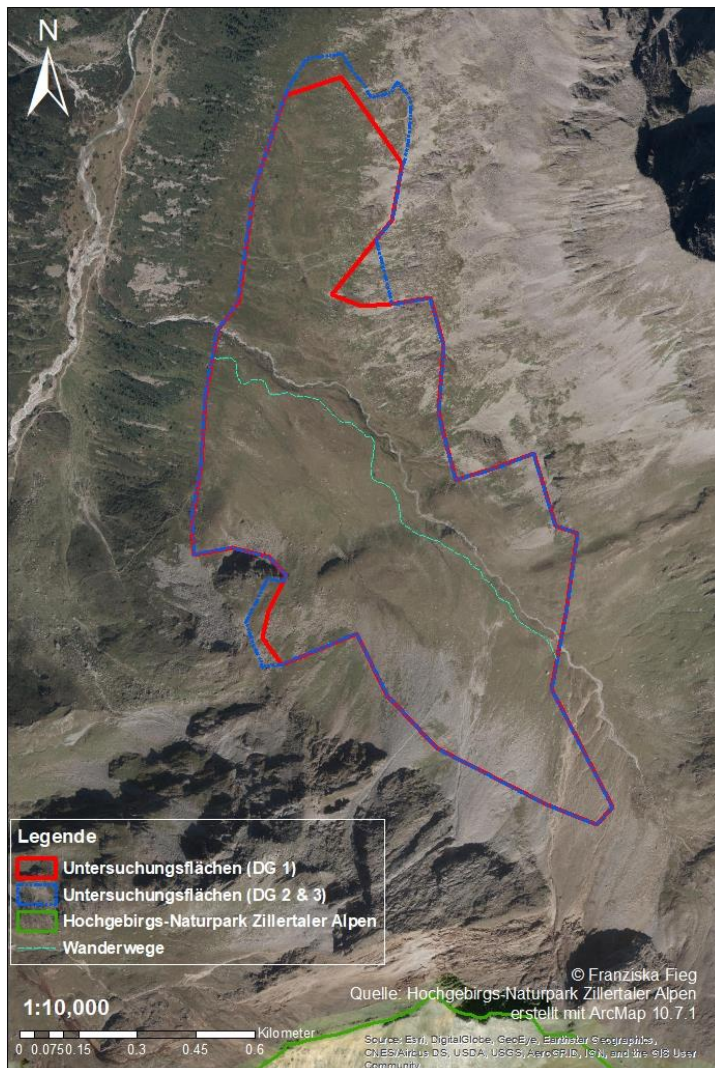 N
Legende
Untersuchungsflächen (DG 1)
Untersuchungsflächen (DG 2 & 3)
Hochgebirgs-Naturpark Zillertaler Alpen
Wanderwege
© Franziska Fieg
Quelle: Hochgebirgs-Naturpark Zillertaler Alpen
erstellt mit ArcMap 10.7.1
1:10,000
Kilometer
0 0.075 0.15 0.3 0.45 0.6
Source: Esri, DigitalGlobe, GeoEye, Earthstar Geographics,
CNES/Airbus DS, USDA, USGS, AeroGRID, IGN, and the GIS User
Community